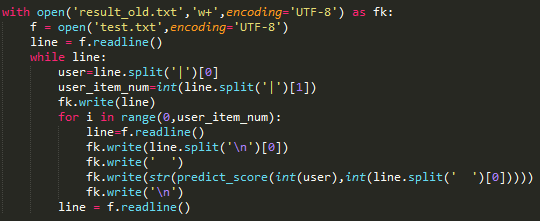 with open('result_old.txt','w+',encoding='UTF-8') as fk:
    f = open('test.txt',encoding='UTF-8')
    line = f.readline()
    while line:
        user=line.split('|')[0]
        user_item_num=int(line.split('|')[1])
        fk.write(line)
        for i in range(0,user_item_num):
            line=f.readline()
            fk.write(line.split('\n')[0])
            fk.write('  ')
            fk.write(str(predict_score(int(user),int(line.split('  ')[0]))))
            fk.write('\n')
        line = f.readline()